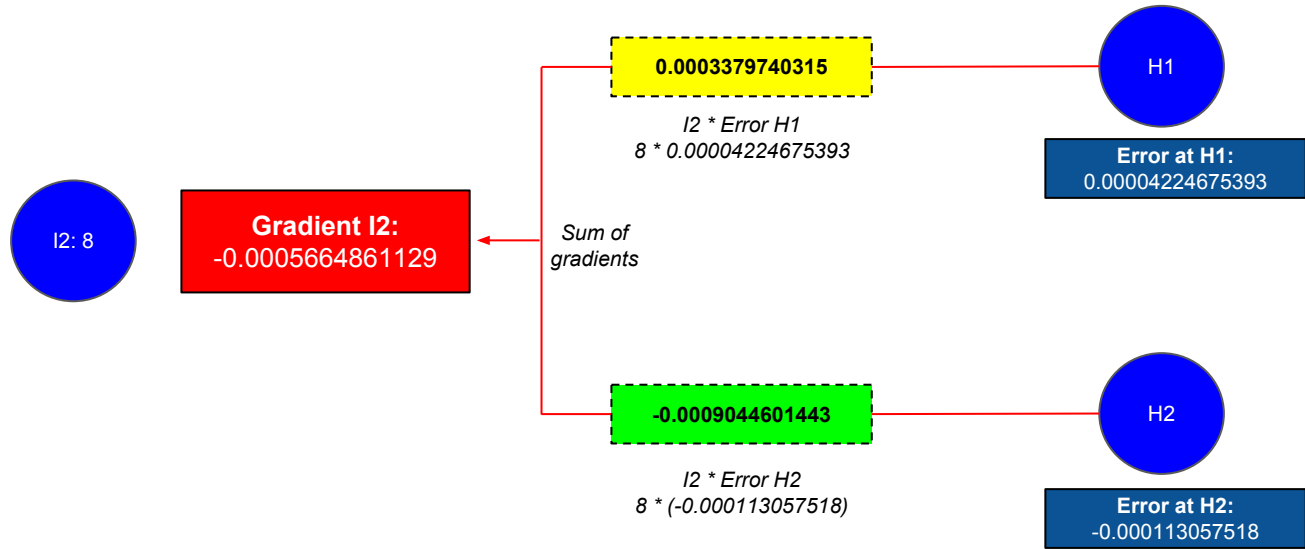 0.0003379740315
H1
I2 * Error H1
8 * 0.00004224675393
Error at H1:
0.00004224675393
I2: 8
Gradient I2:
-0.0005664861129
Sum of
gradients
-0.0009044601443
H2
I2 * Error H2
8 * (-0.000113057518)
Error at H2:
-0.000113057518